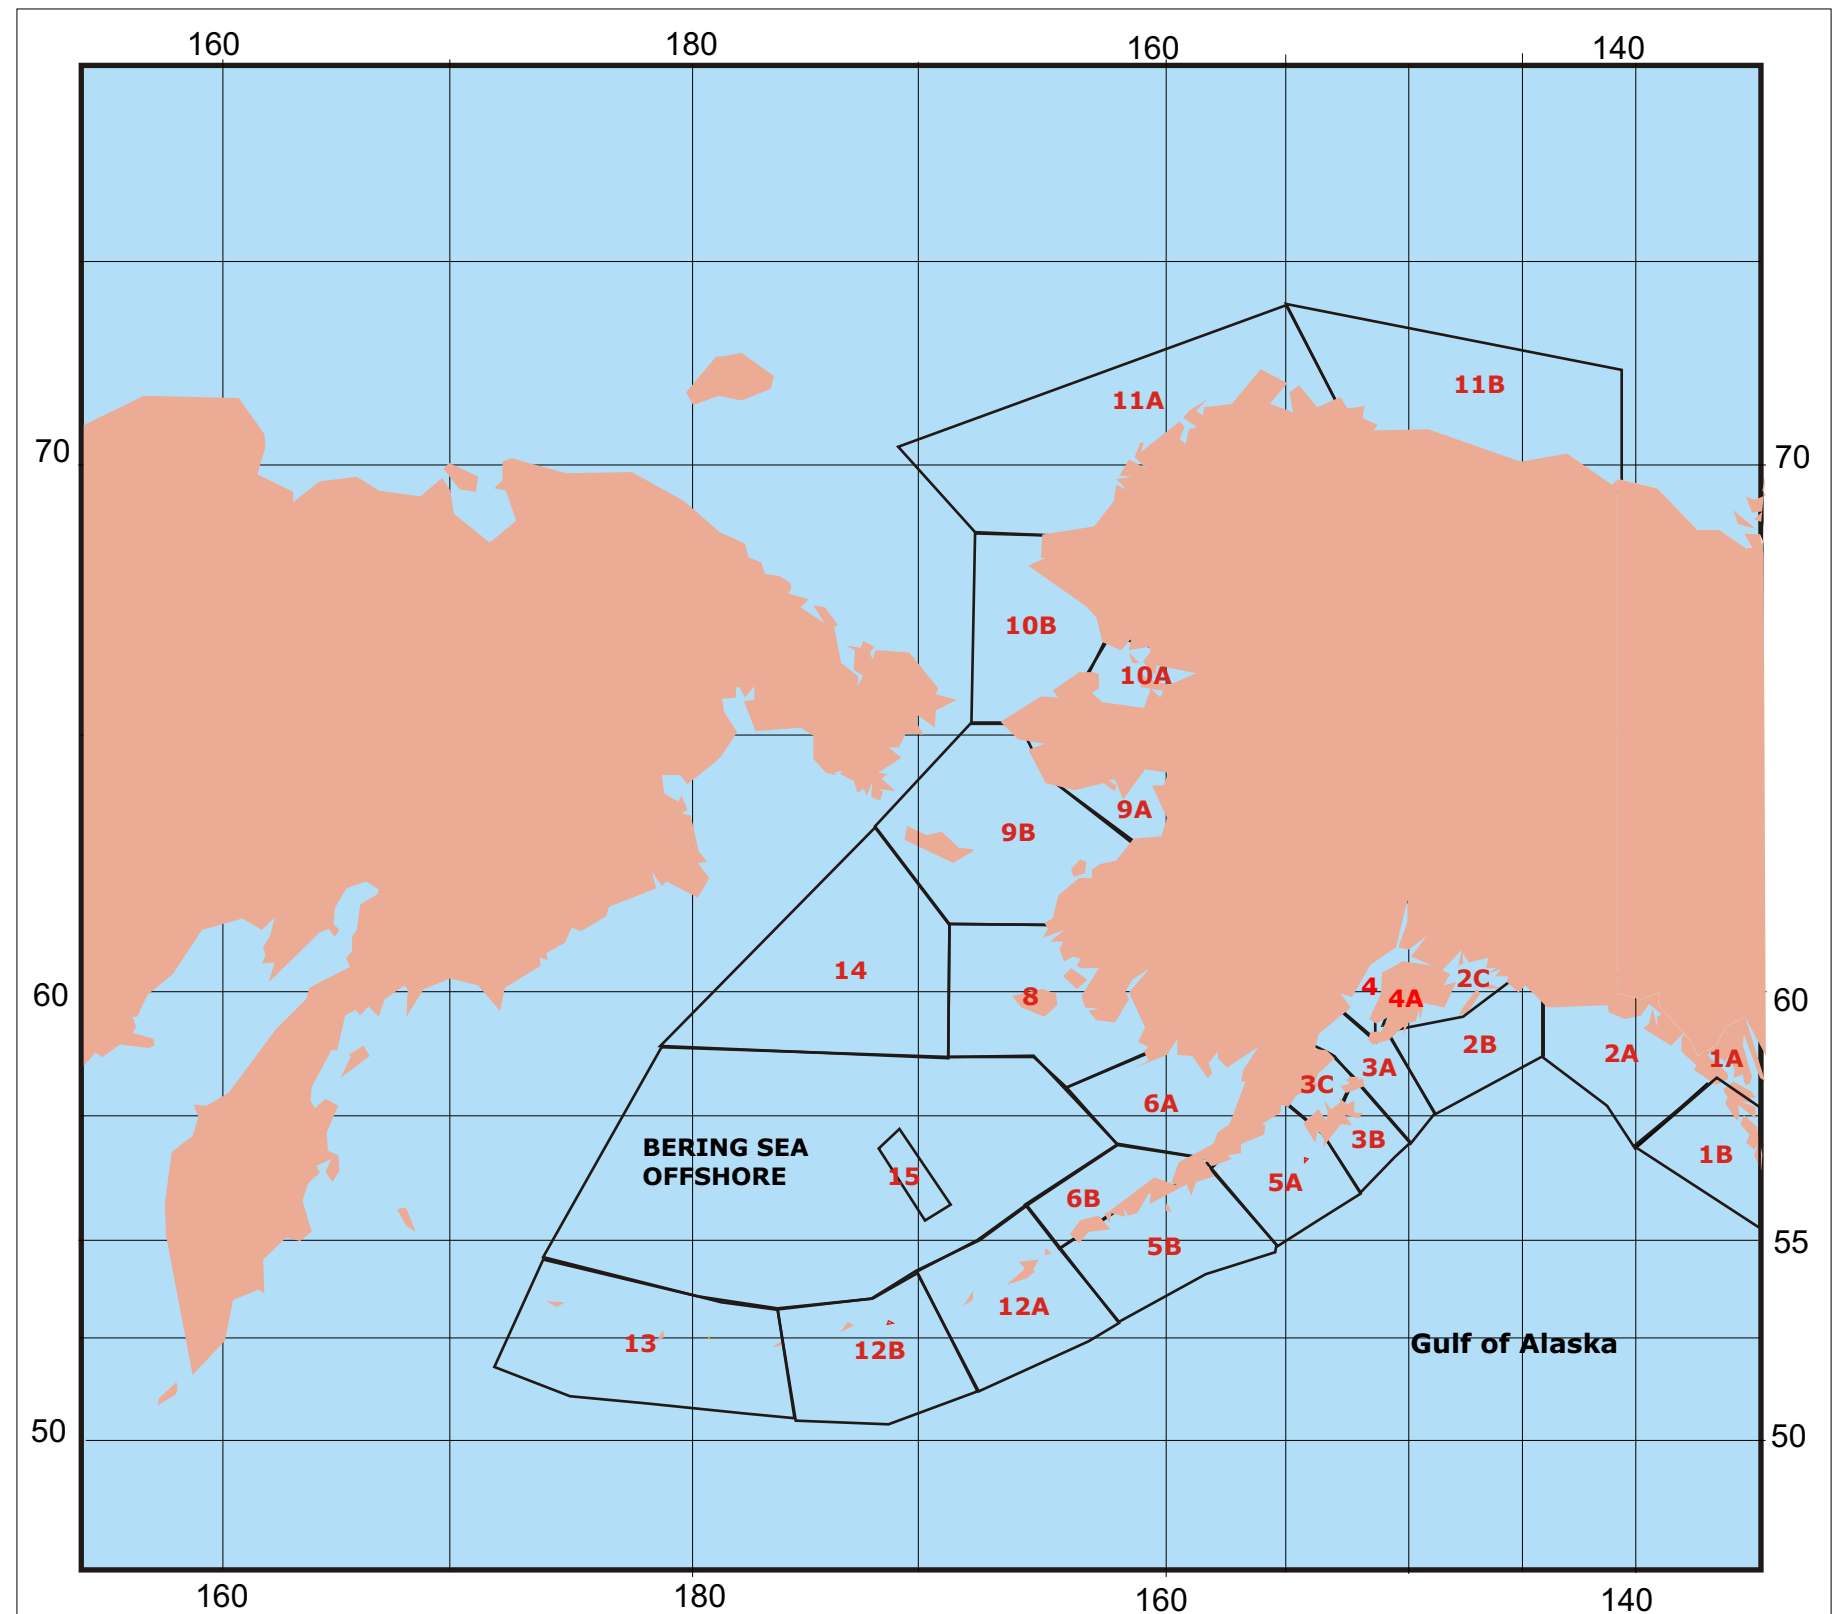 160 180 160 140
11B
11A
70 70
10B
10A
9A
9B
14
2C
4
8
4A
60 60
2B
2A
1A
3A
3C
6A
3B
BERING SEA
OFFSHORE
1B
15
5A
6B
5B
55
12A
13
12B
Gulf of Alaska
50 50
160 180 160 140